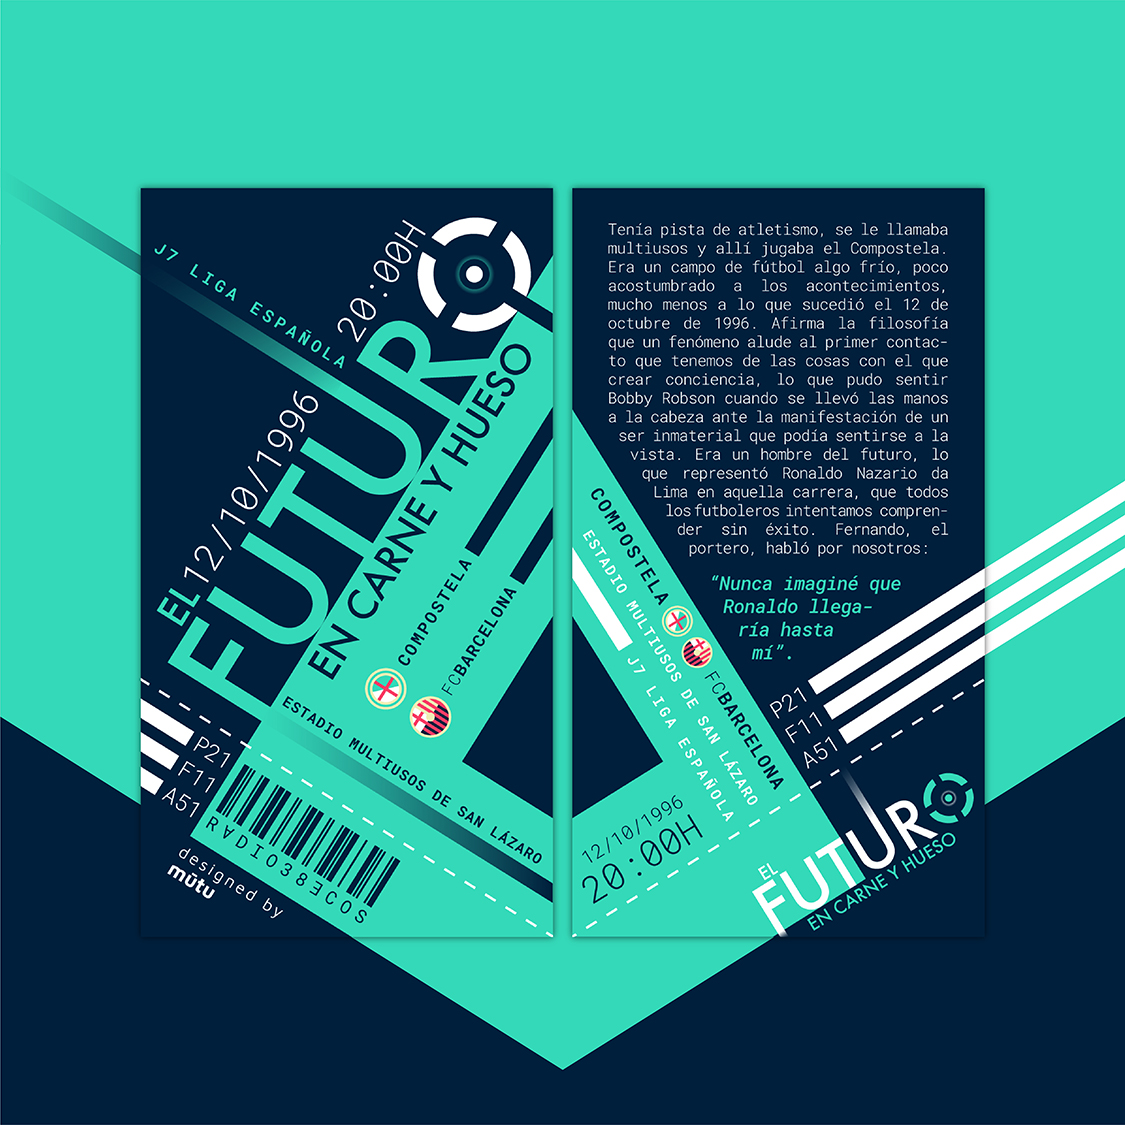 J7 LIGA ESPAÑOLA
20:00H
EL 12/10/1996
FUTURO
EN CARNE Y HUESO
COMPOSTELA
FCBARCELONA
ESTADIO MULTIUSOS DE SAN LÁZARO
P21
F11
A51
RADIO38ECOS
designed by
mūtu
Tenía pista de atletismo, se le llamaba
multiusos y allí jugaba el Compostela.
Era un campo de fútbol algo frío, poco
acostumbrado a los acontecimientos,
mucho menos a lo que sucedió el 12 de
octubre de 1996. Afirma la filosofía
que un fenómeno alude al primer contac-
to que tenemos de las cosas con el que
crear conciencia, lo que pudo sentir
Bobby Robson cuando se llevó las manos
a la cabeza ante la manifestación de un
ser inmaterial que podía sentirse a la
vista. Era un hombre del futuro, lo
que representó Ronaldo Nazario da
Lima en aquella carrera, que todos
los futboleros intentamos compren-
der sin éxito. Fernando, el
portero, habló por nosotros:
“Nunca imaginé que
Ronaldo llega-
ría hasta
mí”.
COMPOSTELA
FCBARCELONA
ESTADIO MULTIUSOS DE SAN LÁZARO
J7 LIGA ESPAÑOLA
P21
F11
A51
12/10/1996
20:00H
EL
FUTURO
EN CARNE Y HUESO